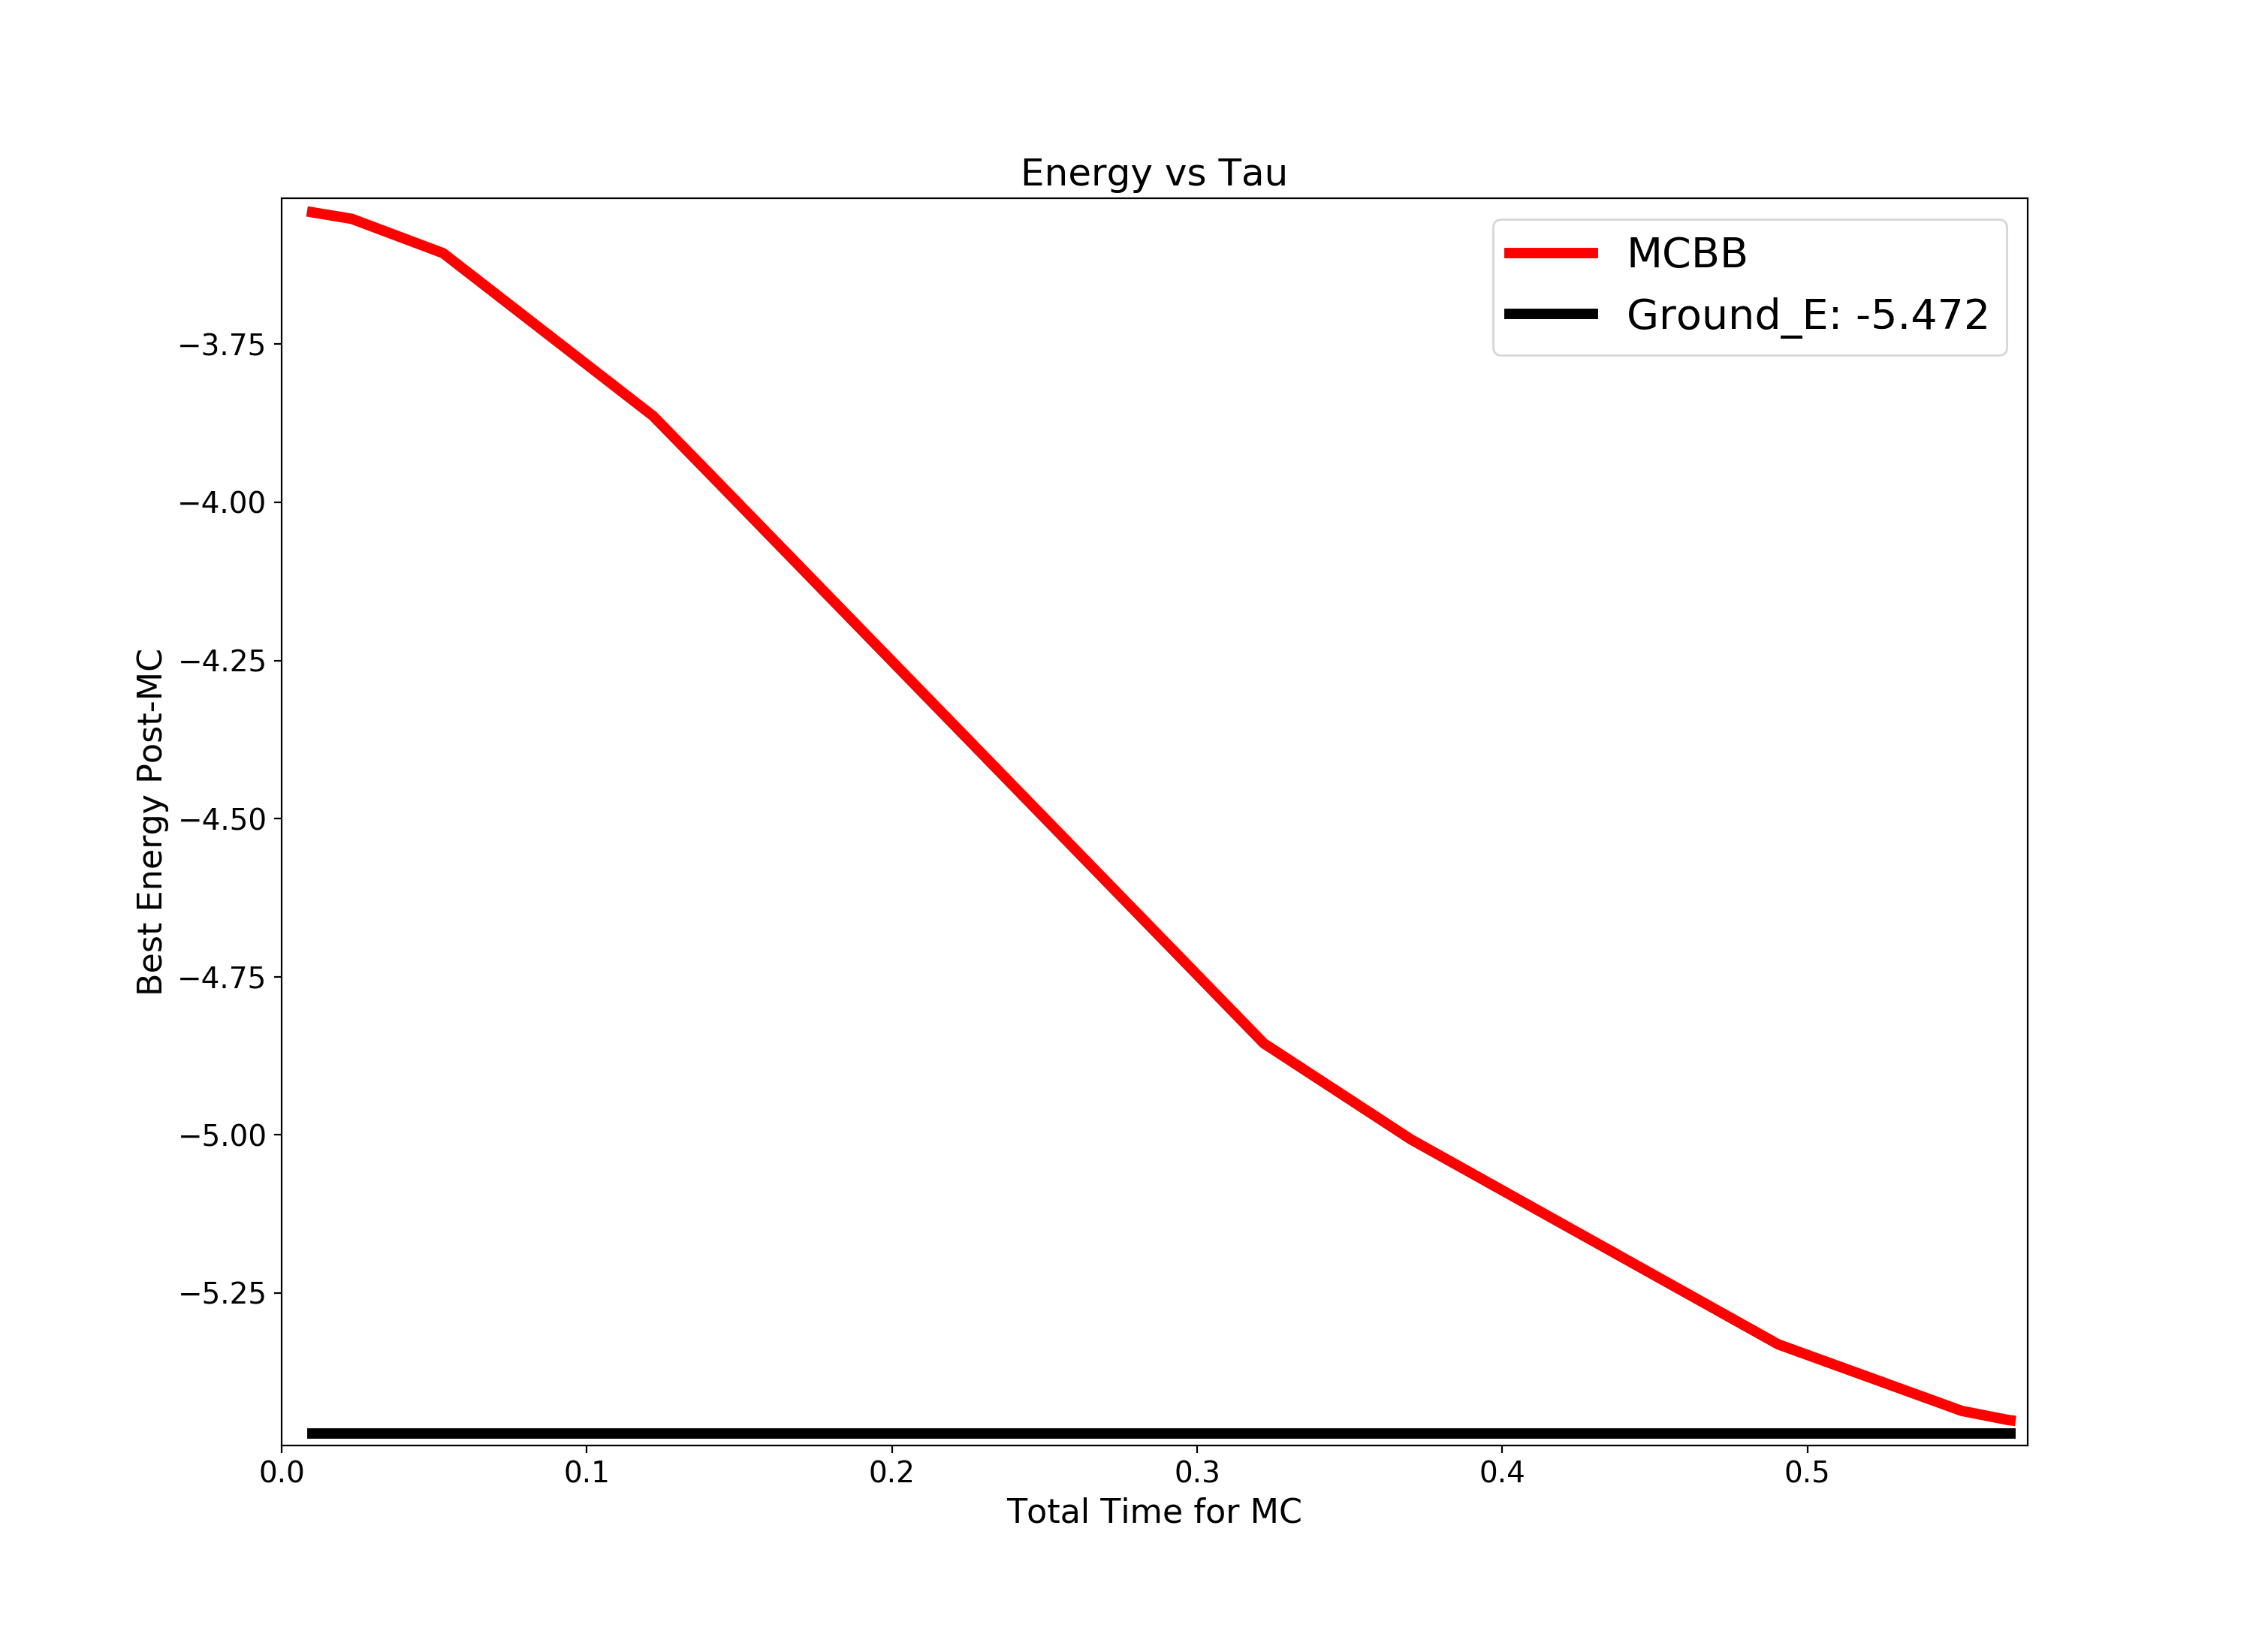 Energy vs Tau
MCBB
Ground_E: -5.472
Best Energy Post-MC
−3.75
−4.00
−4.25
−4.50
−4.75
−5.00
−5.25
0.0 0.1 0.2 0.3 0.4 0.5
Total Time for MC